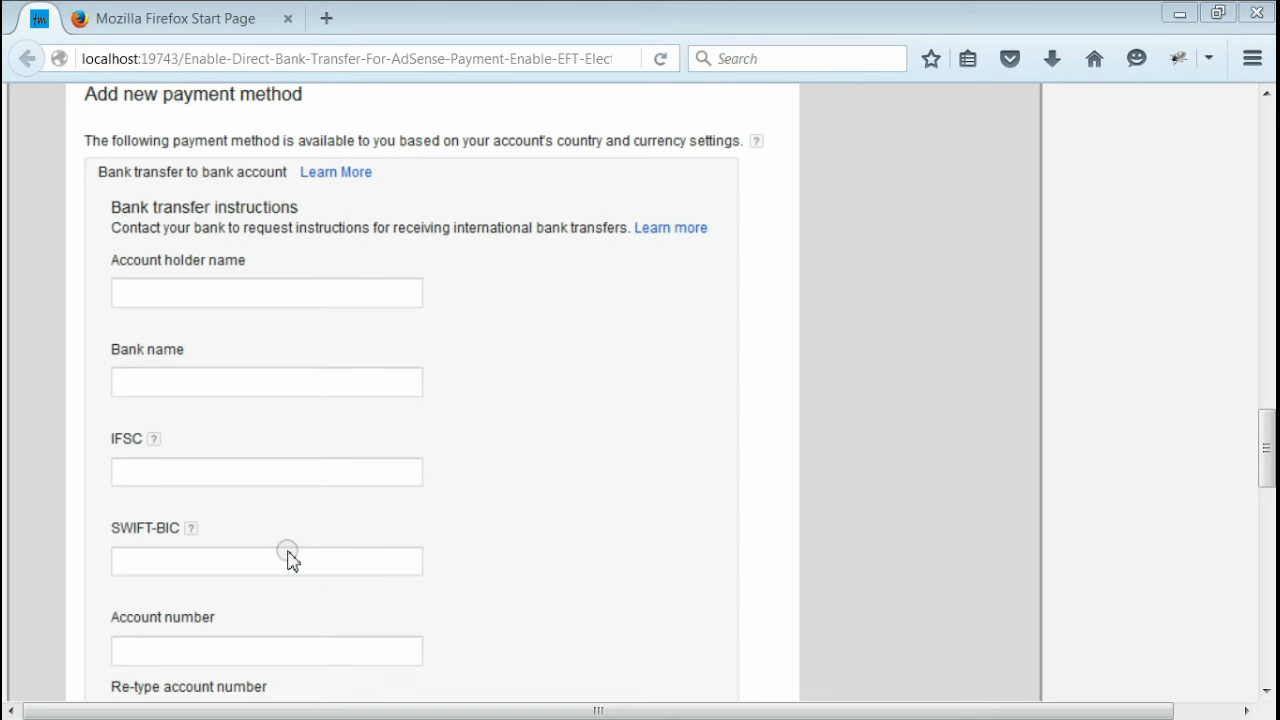 tm
Mozilla Firefox Start Page
localhost:19743/Enable-Direct-Bank-Transfer-For-AdSense-Payment-Enable-EFT-Elect
Search
Add new payment method
The following payment method is available to you based on your account's country and currency settings. ?
Bank transfer to bank account Learn More
Bank transfer instructions
Contact your bank to request instructions for receiving international bank transfers. Learn more
Account holder name
Bank name
IFSC ?
SWIFT-BIC ?
Account number
Re-type account number